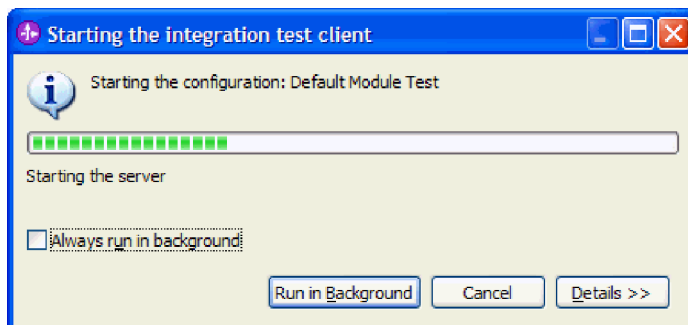 Starting the integration test client
Starting the configuration: Default Module Test
Starting the server
Always run in background
Run in Background
Cancel
Details >>